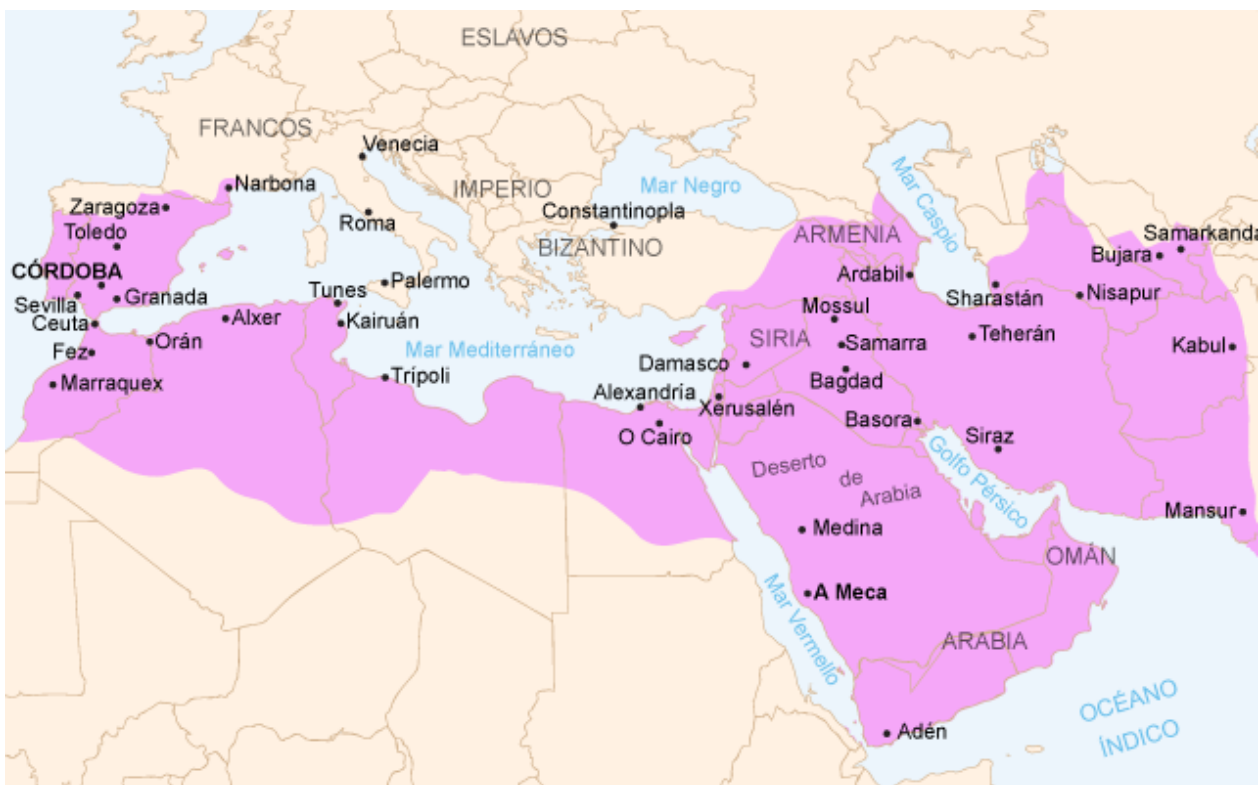 ESLAVOS
FRANCOS
Venecia
Narbona
IMPERIO
Mar Negro
Mar Caspio
Zaragoza
Roma
Constantinopla
Toledo
BIZANTINO
ARMENIA
Samarkanda
Bujara
CÓRDOBA
Palermo
Ardabil
Sevilla
Granada
Tunes
Sharastán
Nisapur
Ceuta
Alxer
Kairuán
Mossul
Orán
Mar Mediterráneo
SIRIA
Samarra
Teherán
Kabul
Fez
Damasco
Marraquex
Trípoli
Alexandría
Bagdad
Xerusalén
Basora
O Cairo
Siraz
Golfo Pérsico
Deserto
de
Arabia
Mansur
Medina
OMÁN
A Meca
Mar Vermello
ARABIA
Adén
OCÉANO
ÍNDICO